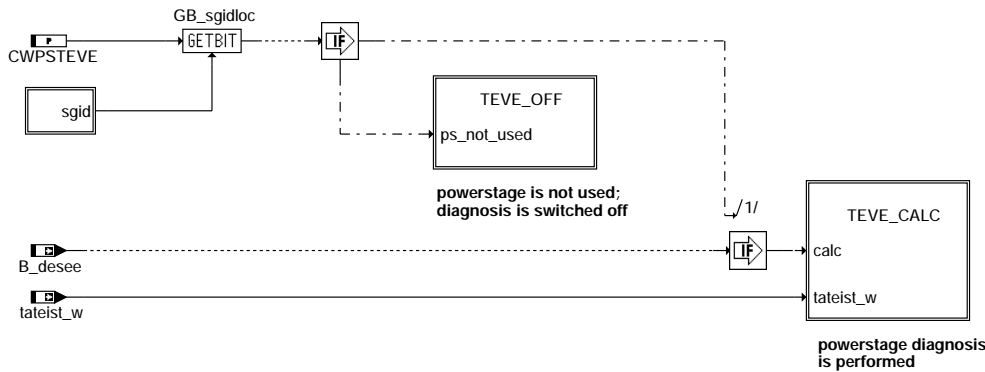 GB_sgidloc
P
GETBIT
IF
CWPSTEVE
TEVE_OFF
sgid
ps_not_used
powerstage is not used;
diagnosis is switched off
/1/
TEVE_CALC
IF
calc
B_desee
tateist_w
tateist_w
powerstage diagnosis
is performed